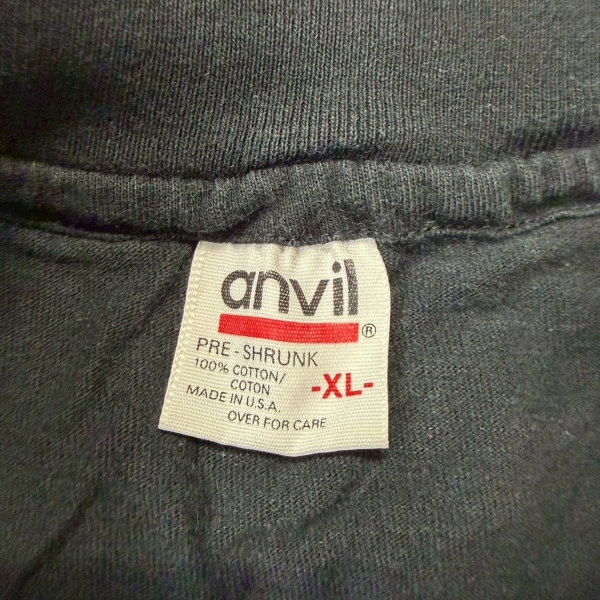 anvil
®
PRE-SHRUNK
100% COTTON/
COTON
-XL-
MADE IN U.S.A.
OVER FOR CARE